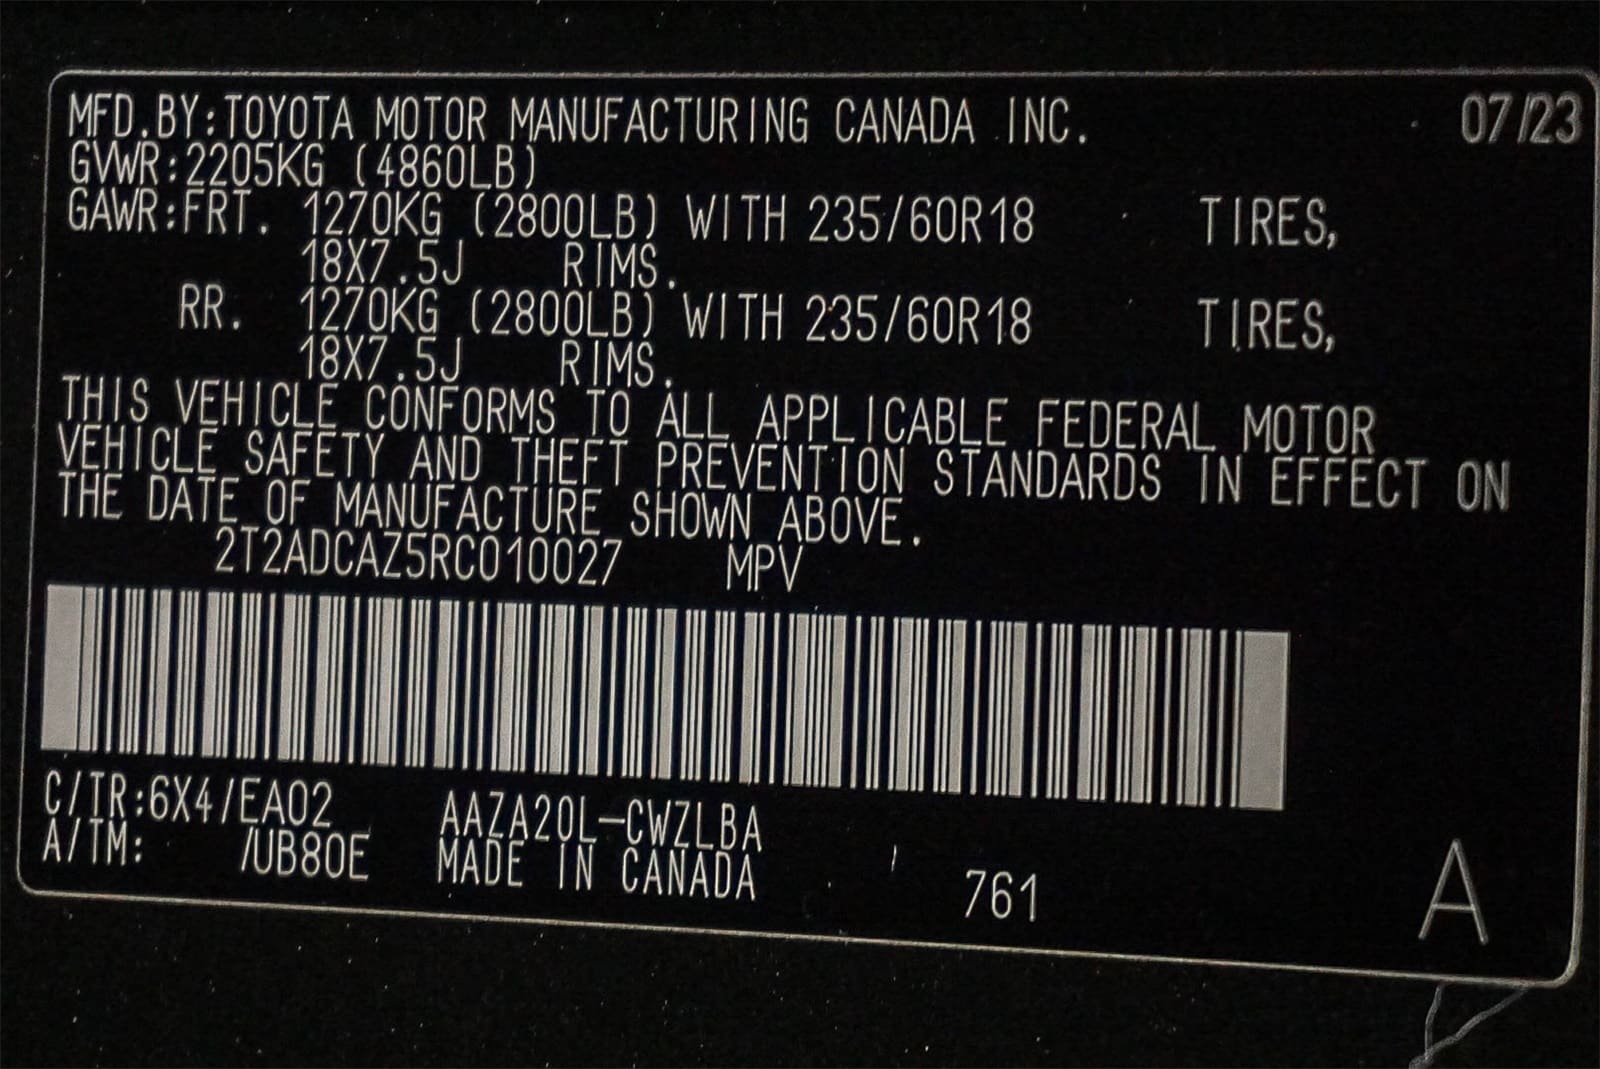 MFD.BY:TOYOTA MOTOR MANUFACTURING CANADA INC. 07/23
GVWR:2205KG (4860LB)
GAWR:FRT. 1270KG (2800LB) WITH 235/60R18 TIRES,
18X7.5J RIMS.
RR. 1270KG (2800LB) WITH 235/60R18 TIRES,
18X7.5J RIMS.
THIS VEHICLE CONFORMS TO ALL APPLICABLE FEDERAL MOTOR
VEHICLE SAFETY AND THEFT PREVENTION STANDARDS IN EFFECT ON
THE DATE OF MANUFACTURE SHOWN ABOVE.
2T2ADCAZ5RC010027 MPV
C/TR:6X4/EA02 AAZA20L-CWZLBA
A/TM: /UB80E MADE IN CANADA 761 A